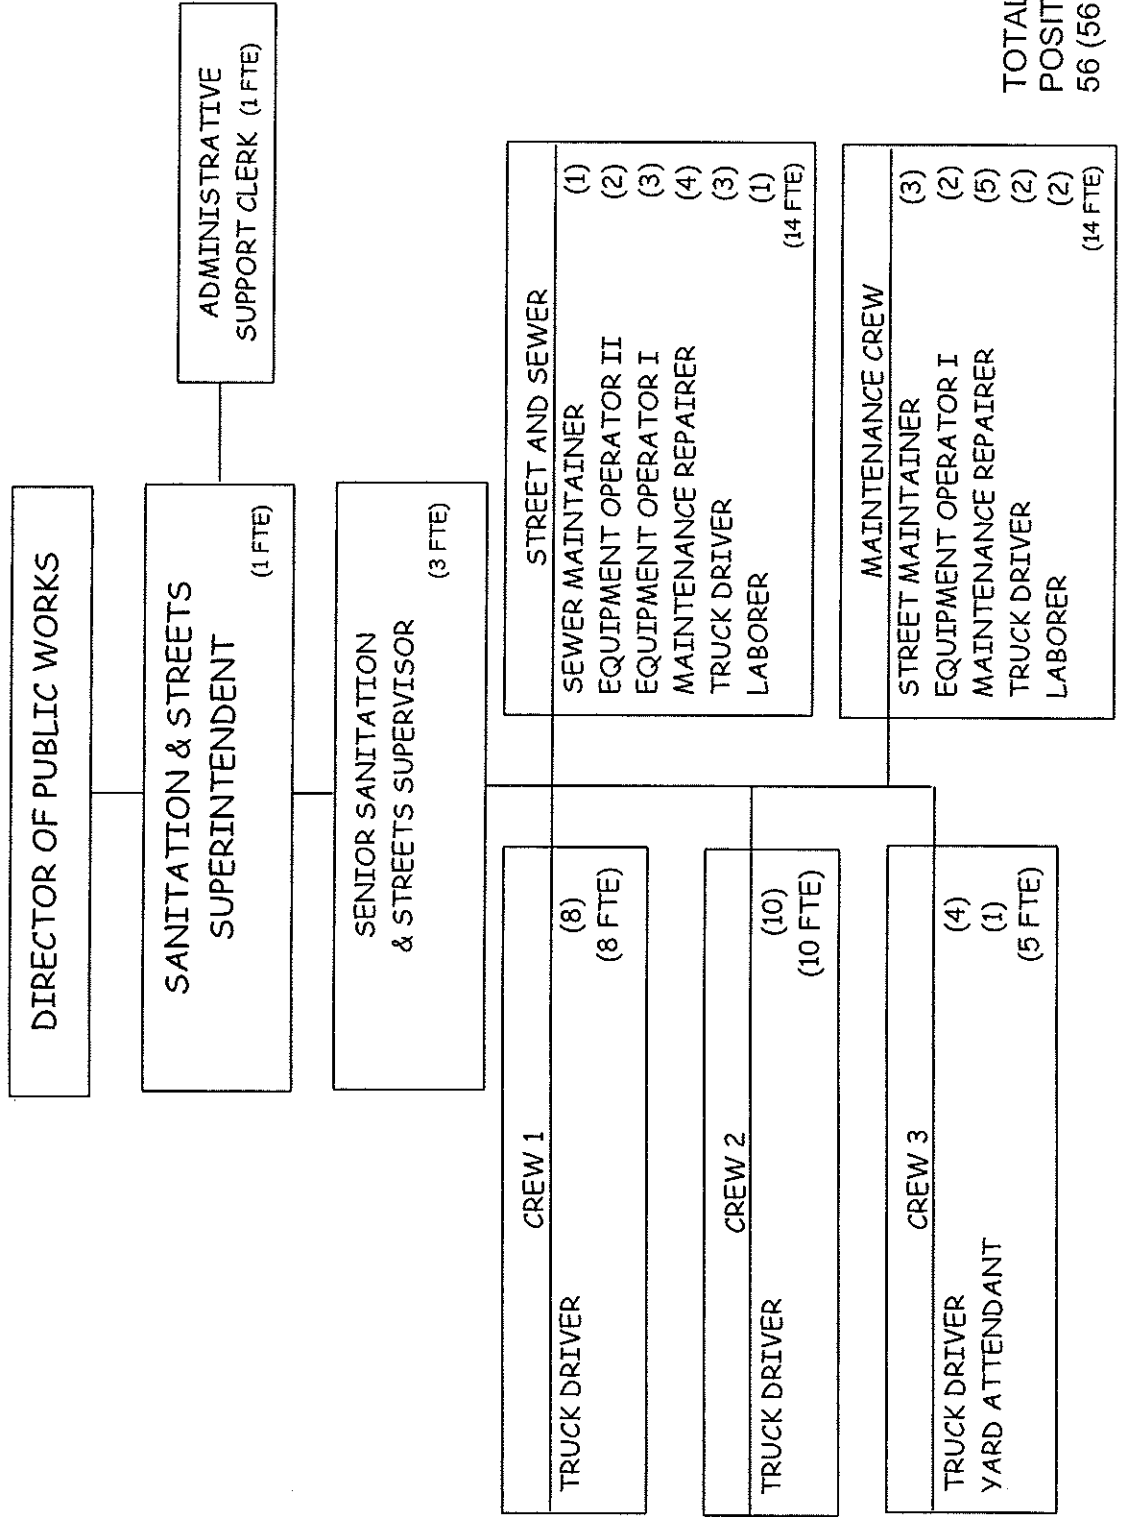 DIRECTOR OF PUBLIC WORKS
SANITATION & STREETS
SUPERINTENDENT
(1 FTE)
ADMINISTRATIVE
SUPPORT CLERK (1 FTE)
SENIOR SANITATION
& STREETS SUPERVISOR
(3 FTE)
CREW 1
TRUCK DRIVER (8)
(8 FTE)
CREW 2
TRUCK DRIVER (10)
(10 FTE)
CREW 3
TRUCK DRIVER (4)
YARD ATTENDANT (1)
(5 FTE)
STREET AND SEWER
SEWER MAINTAINER (1)
EQUIPMENT OPERATOR II (2)
EQUIPMENT OPERATOR I (3)
MAINTENANCE REPAIRER (4)
TRUCK DRIVER (3)
LABORER (1)
(14 FTE)
MAINTENANCE CREW
STREET MAINTAINER (3)
EQUIPMENT OPERATOR I (2)
MAINTENANCE REPAIRER (5)
TRUCK DRIVER (2)
LABORER (2)
(14 FTE)
TOTAL
POSIT
56 (56